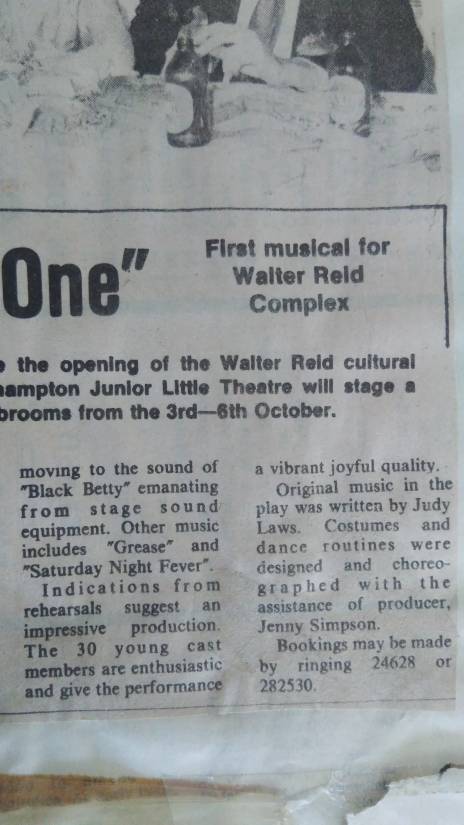 One"
First musical for
Walter Reid
Complex
the opening of the Walter Reid cultural
hampton Junior Little Theatre will stage a
brooms from the 3rd—6th October.
moving to the sound of
"Black Betty" emanating
from stage sound
equipment. Other music
includes "Grease" and
"Saturday Night Fever".
Indications from
rehearsals suggest an
impressive production.
The 30 young cast
members are enthusiastic
and give the performance
a vibrant joyful quality.
Original music in the
play was written by Judy
Laws. Costumes and
dance routines were
designed and choreo-
graphed with the
assistance of producer,
Jenny Simpson.
Bookings may be made
by ringing 24628 or
282530.